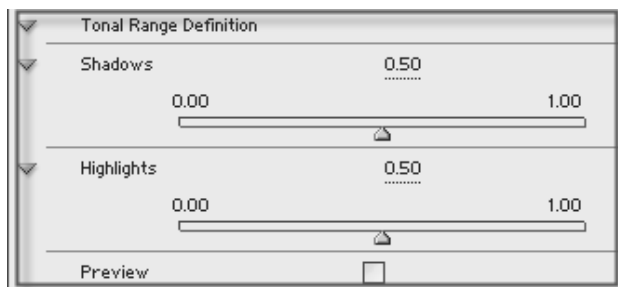 Tonal Range Definition
Shadows 0.50
0.00 1.00
Highlights 0.50
0.00 1.00
Preview